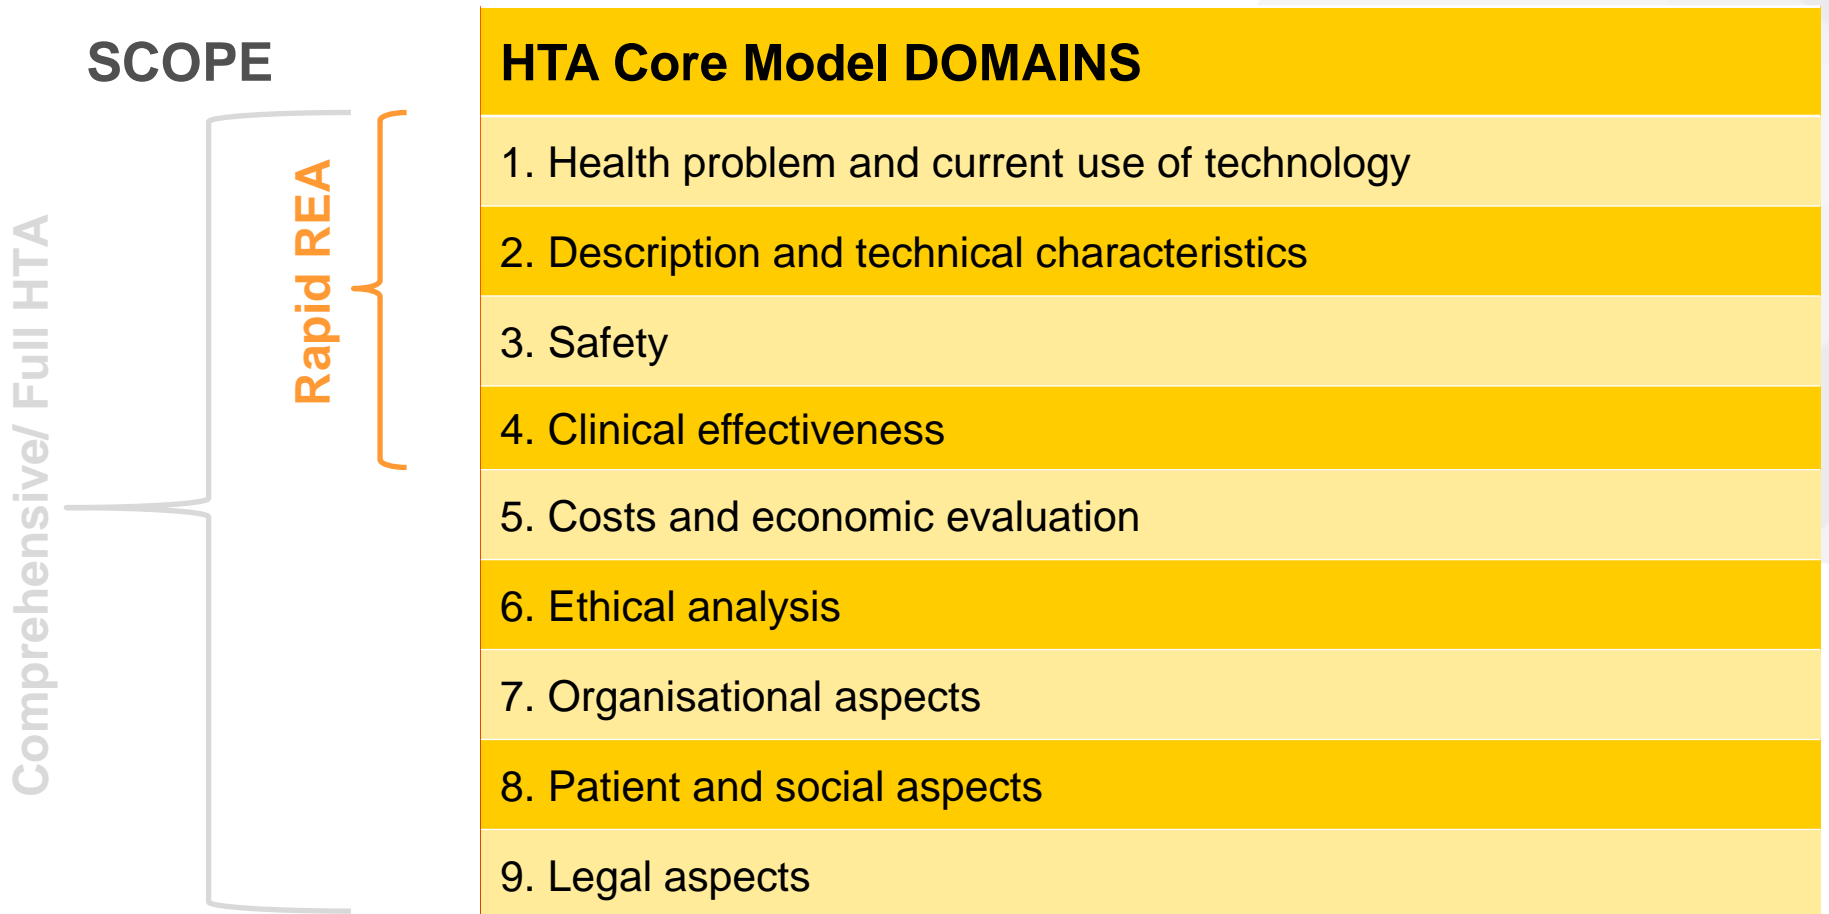 SCOPE
HTA Core Model DOMAINS
Comprehensive/ Full HTA
Rapid REA
1. Health problem and current use of technology
2. Description and technical characteristics
3. Safety
4. Clinical effectiveness
5. Costs and economic evaluation
6. Ethical analysis
7. Organisational aspects
8. Patient and social aspects
9. Legal aspects